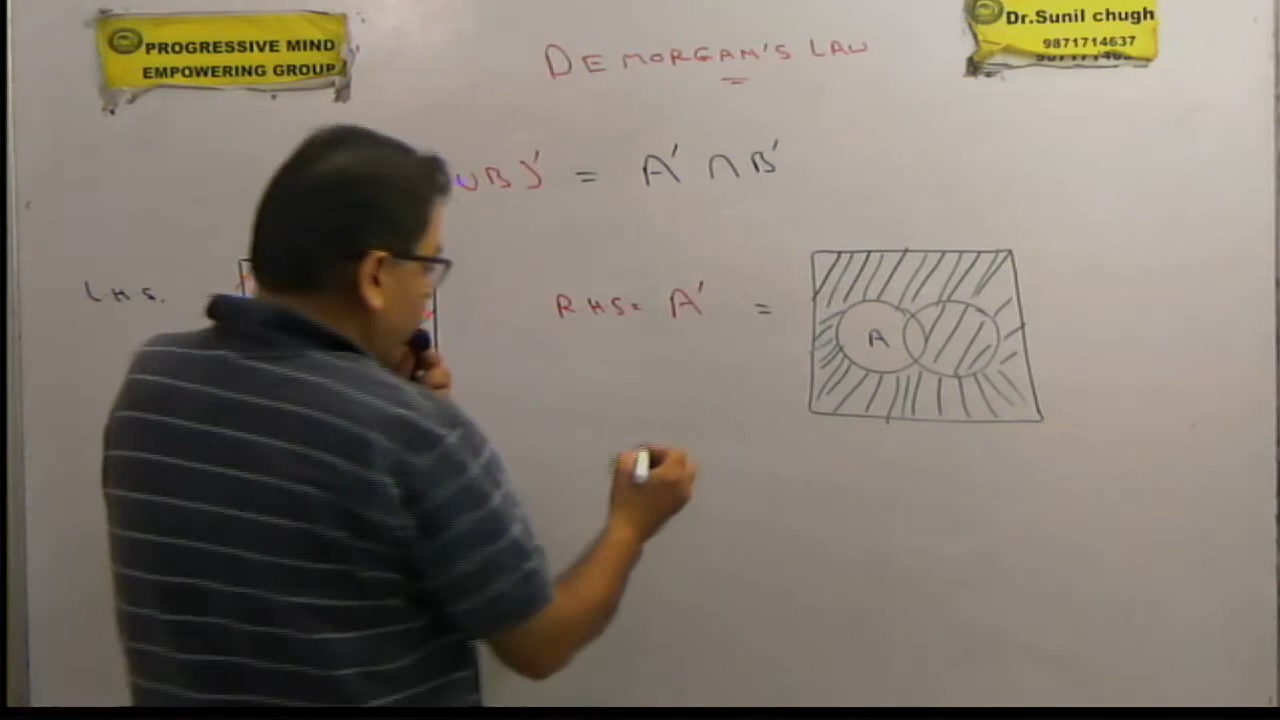 PROGRESSIVE MIND
EMPOWERING GROUP
Dr.Sunil chugh
9871714637
DEMORGAN'S LAW
∪B)' = A' ∩ B'
L.H.S.
RHS= A' =
A